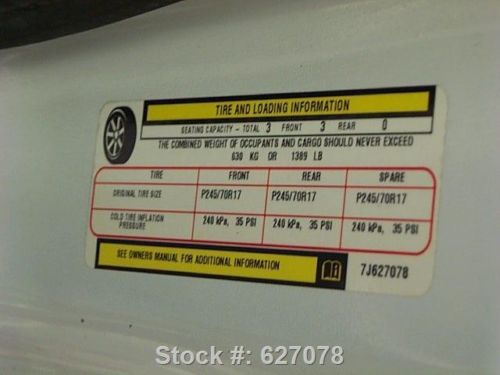 TIRE AND LOADING INFORMATION
SEATING CAPACITY - TOTAL 3 FRONT 3 REAR 0
THE COMBINED WEIGHT OF OCCUPANTS AND CARGO SHOULD NEVER EXCEED
630 KG OR 1389 LB
TIRE FRONT REAR SPARE
ORIGINAL TIRE SIZE P245/70R17 P245/70R17 P245/70R17
COLD TIRE INFLATION PRESSURE 240 kPa, 35 PSI 240 kPa, 35 PSI 240 kPa, 35 PSI
SEE OWNERS MANUAL FOR ADDITIONAL INFORMATION
7J627078
Stock #: 627078